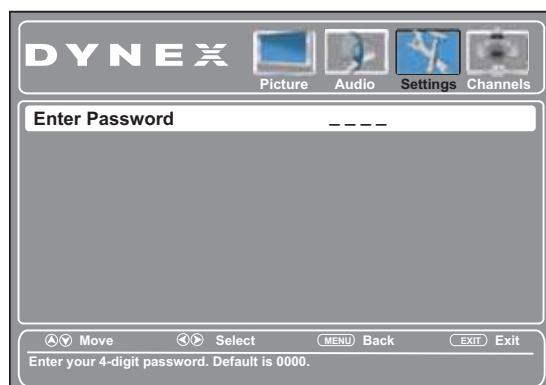 DYNEX
Picture Audio Settings Channels
Enter Password _ _ _ _
Move Select MENU Back EXIT Exit
Enter your 4-digit password. Default is 0000.